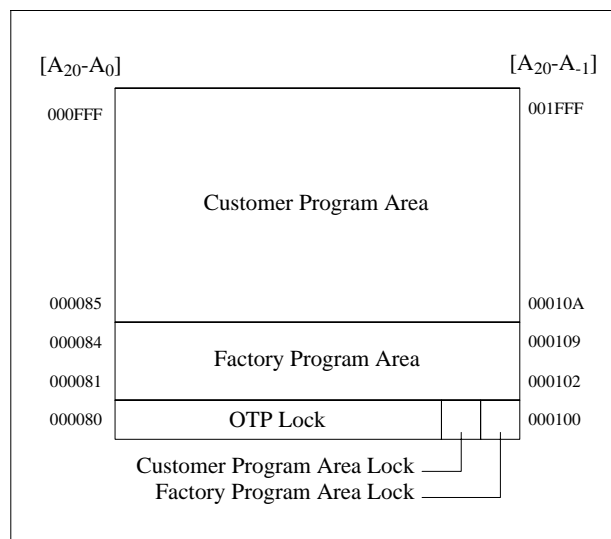 [A20-A0] [A20-A-1]
000FFF 001FFF
Customer Program Area
000085 00010A
000084 000109
Factory Program Area
000081 000102
000080 OTP Lock 000100
Customer Program Area Lock
Factory Program Area Lock